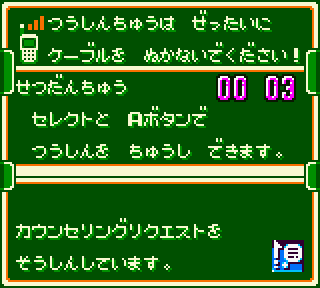 つうしんちゅうは ぜったいに
ケーブルを ぬかないでください!
せつだんちゅう 00 03
セレクトと Aボタンで
つうしんを ちゅうし できます。
カウンセリングリクエストを
そうしんしています。